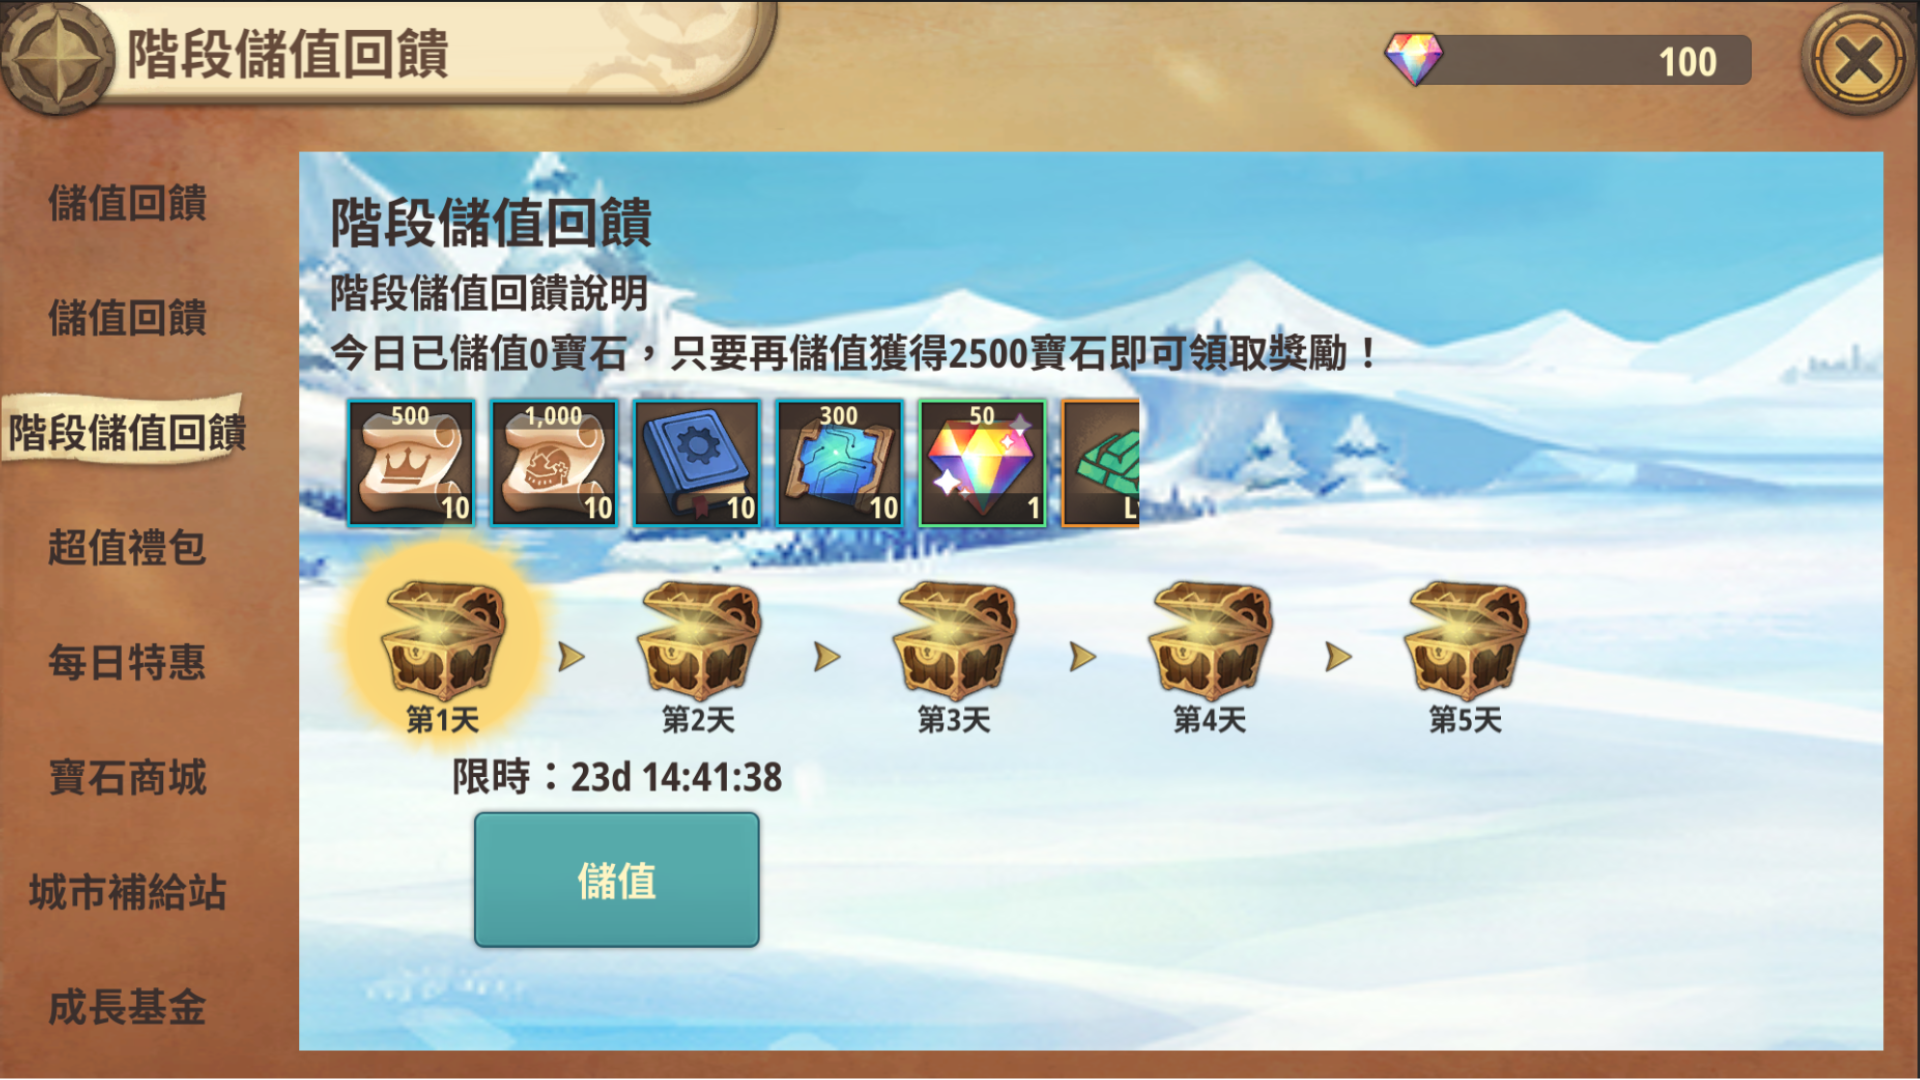 階段儲值回饋
100
儲值回饋
儲值回饋
階段儲值回饋
超值禮包
每日特惠
寶石商城
城市補給站
成長基金
階段儲值回饋
階段儲值回饋說明
今日已儲值0寶石，只要再儲值獲得2500寶石即可領取獎勵！
500 1,000 300 50
10 10 10 10 1
第1天 第2天 第3天 第4天 第5天
限時：23d 14:41:38
儲值